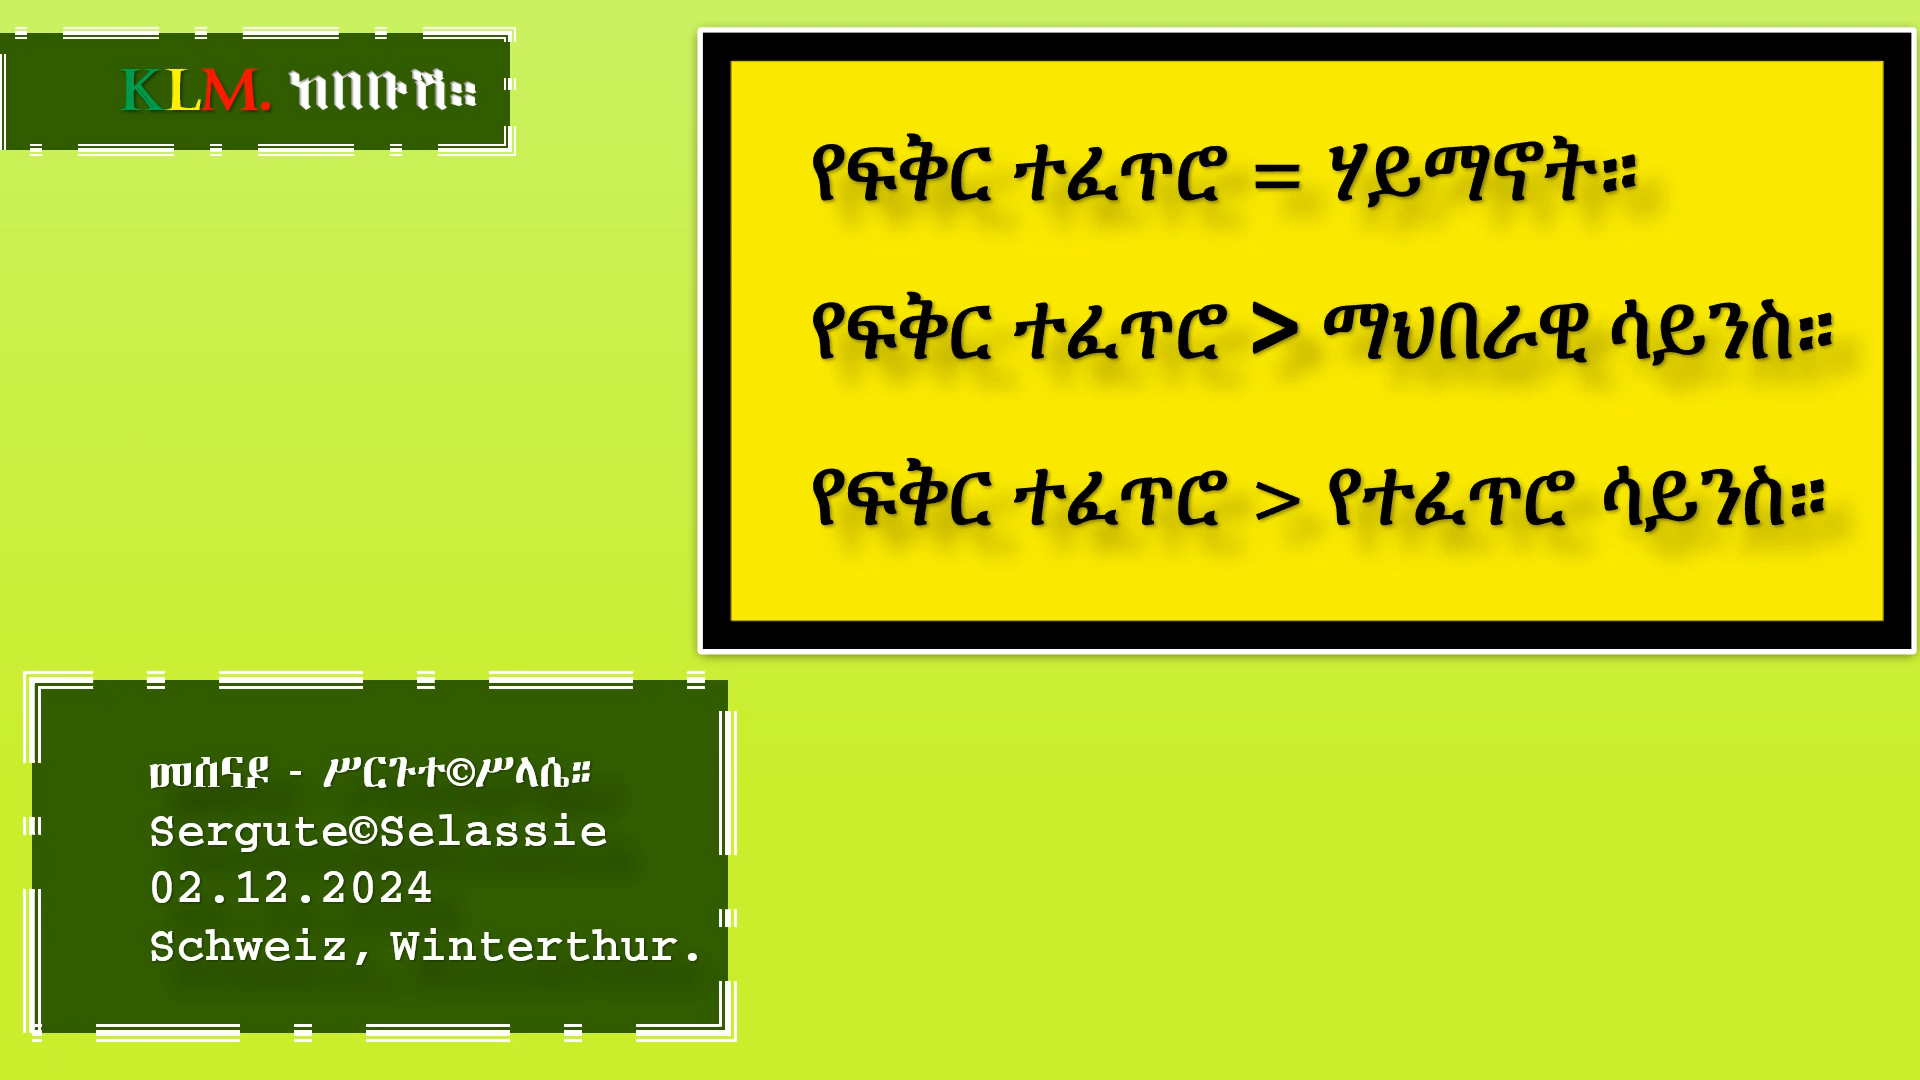 KLM. ከበቡሽ።
የፍቅር ተፈጥሮ = ሃይማኖት።
የፍቅር ተፈጥሮ > ማህበራዊ ሳይንስ።
የፍቅር ተፈጥሮ > የተፈጥሮ ሳይንስ።
መሰናዶ - ሥርጉተ©ሥላሴ።
Sergute©Selassie
02.12.2024
Schweiz, Winterthur.